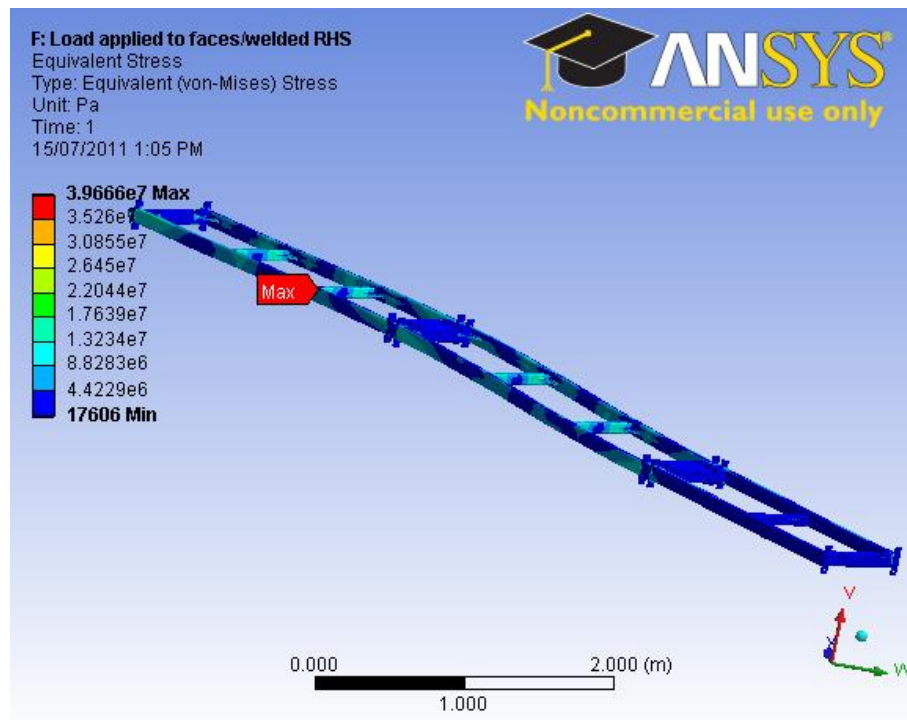 F: Load applied to faces/welded RHS
Equivalent Stress
Type: Equivalent (von-Mises) Stress
Unit: Pa
Time: 1
15/07/2011 1:05 PM
ANSYS®
Noncommercial use only
3.9666e7 Max
3.526e7
3.0855e7
2.645e7
2.2044e7
1.7639e7
1.3234e7
8.8283e6
4.4229e6
17606 Min
Max
0.000
2.000 (m)
1.000
V
X
W